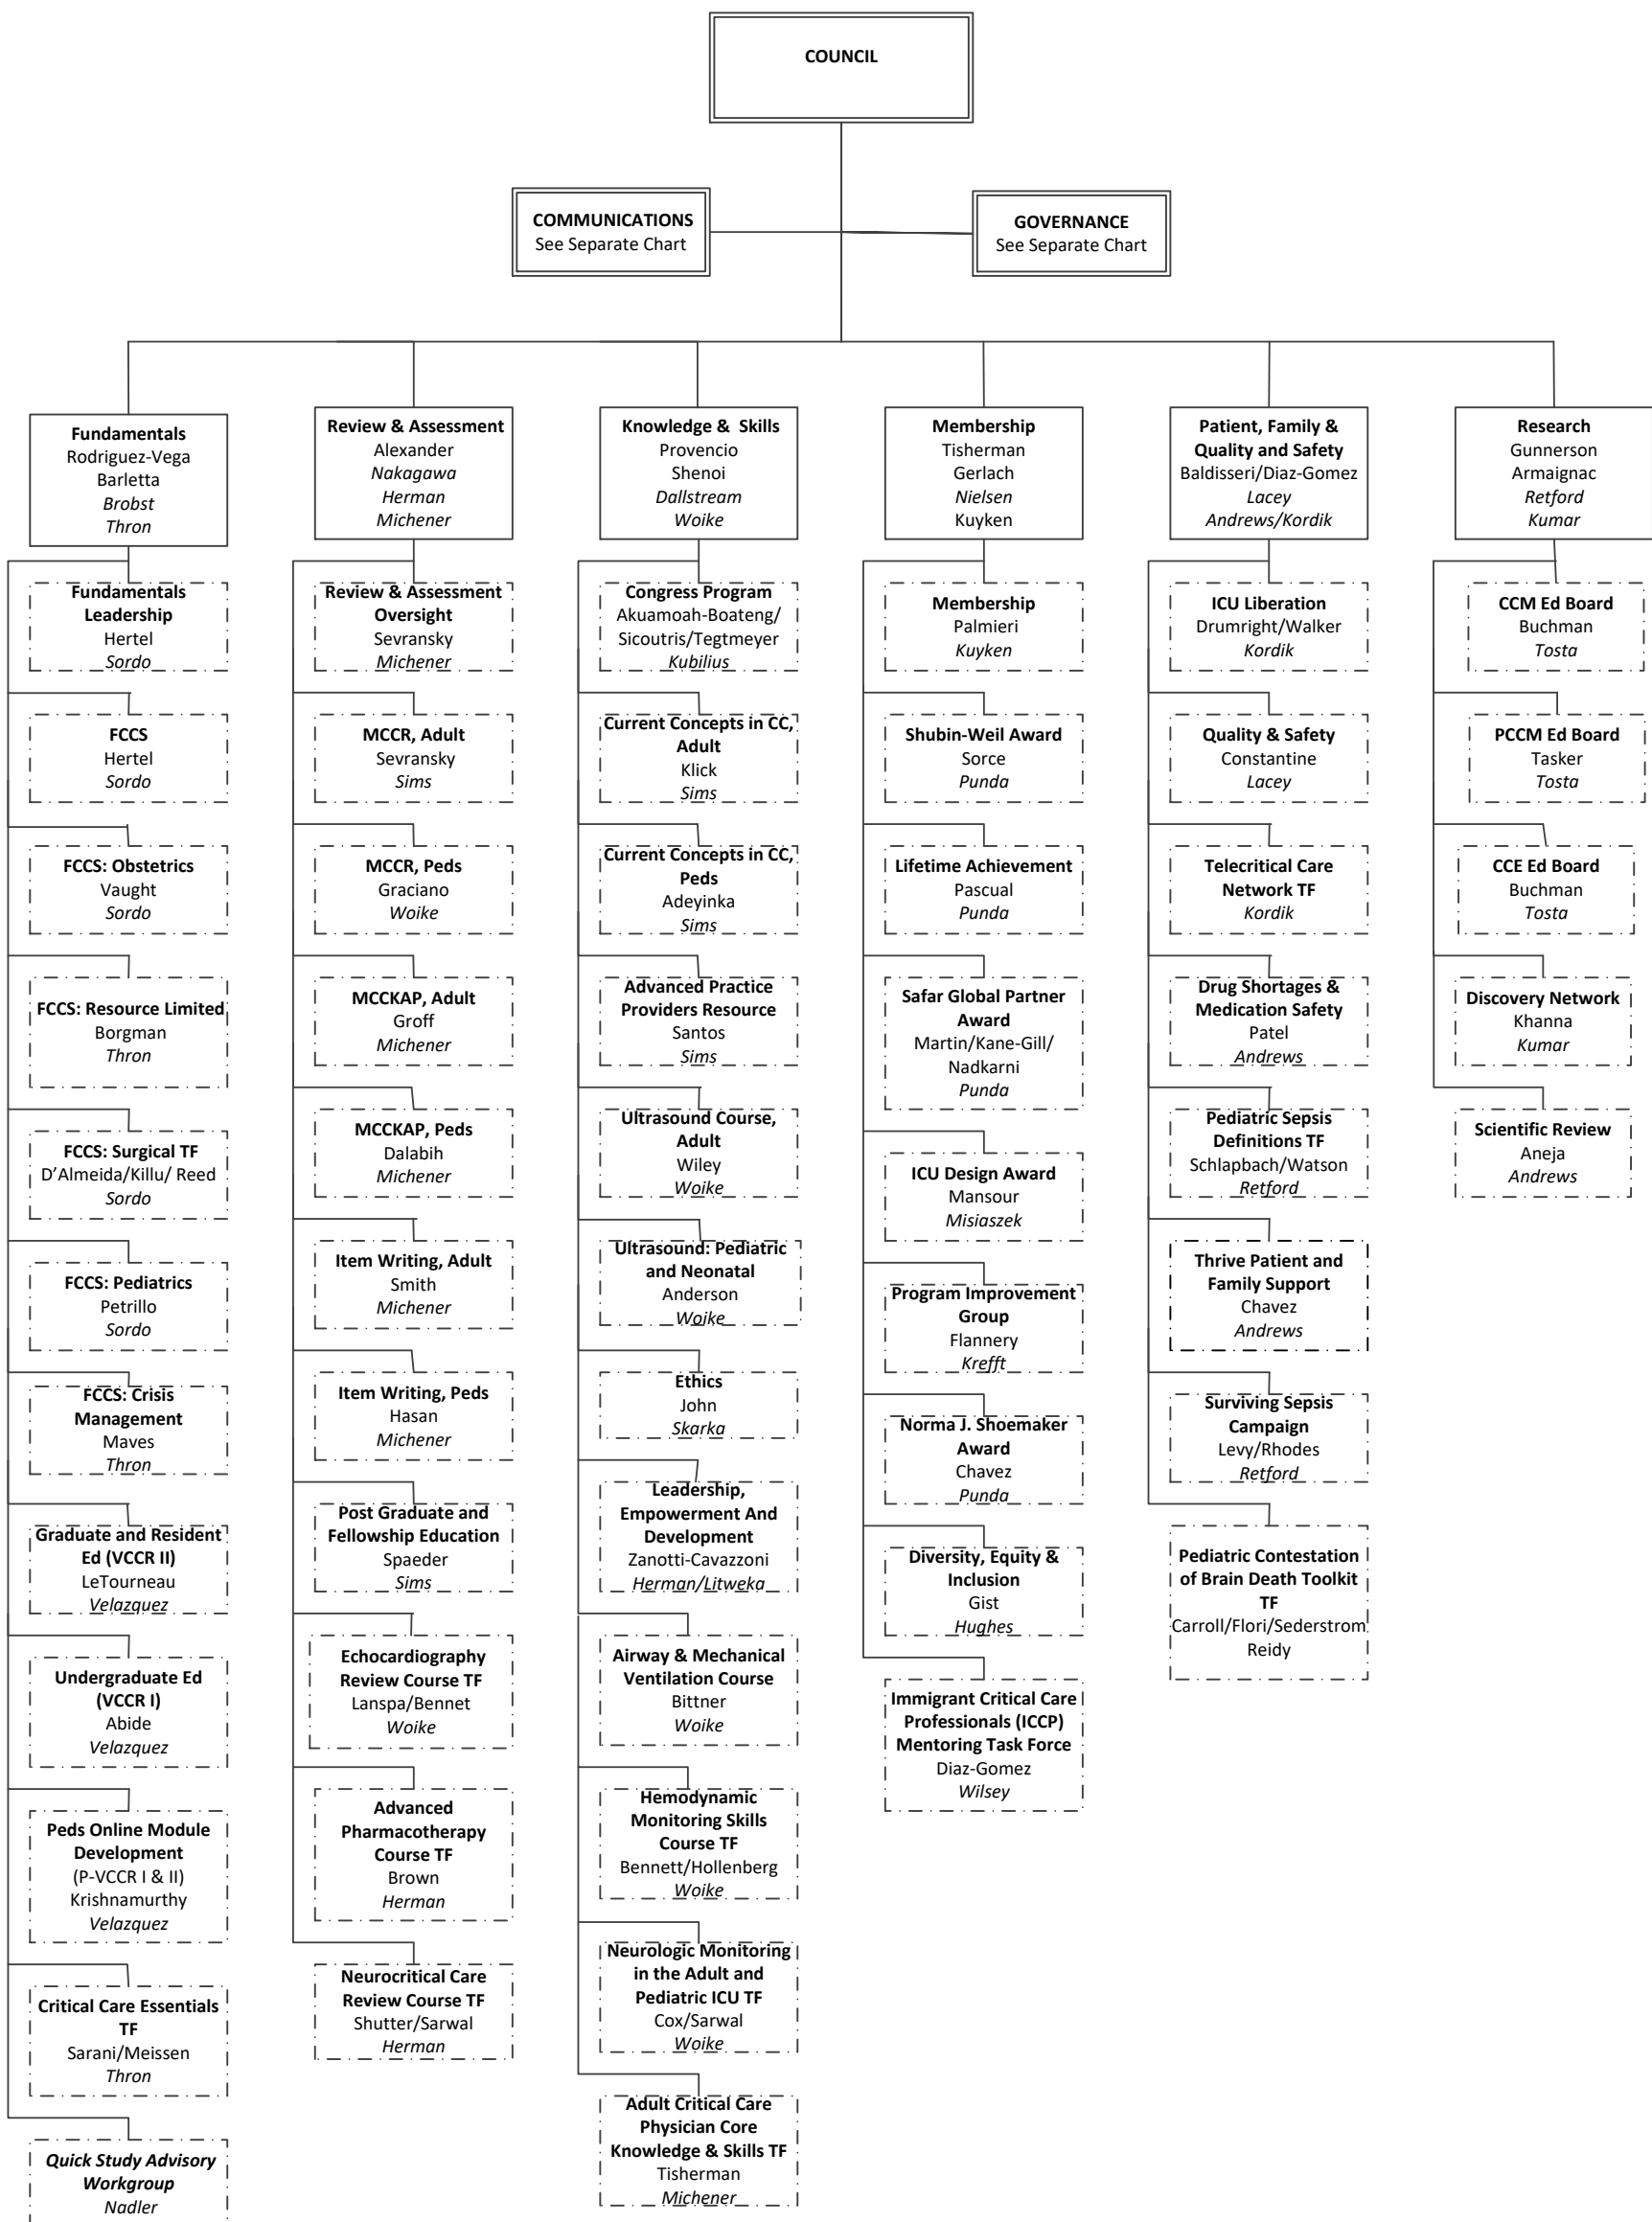 COUNCIL
COMMUNICATIONS
See Separate Chart
GOVERNANCE
See Separate Chart
Fundamentals
Rodriguez-Vega
Barletta
Brobst
Thron
Fundamentals
Leadership
Hertel
Sordo
FCCS
Hertel
Sordo
FCCS: Obstetrics
Vaught
Sordo
FCCS: Resource Limited
Borgman
Thron
FCCS: Surgical TF
D’Almeida/Killu/ Reed
Sordo
FCCS: Pediatrics
Petrillo
Sordo
FCCS: Crisis
Management
Maves
Thron
Graduate and Resident
Ed (VCCR II)
LeTourneau
Velazquez
Undergraduate Ed
(VCCR I)
Abide
Velazquez
Peds Online Module
Development
(P-VCCR I & II)
Krishnamurthy
Velazquez
Critical Care Essentials
TF
Sarani/Meissen
Thron
Quick Study Advisory
Workgroup
Nadler
Review & Assessment
Alexander
Nakagawa
Herman
Michener
Review & Assessment
Oversight
Sevransky
Michener
MCCR, Adult
Sevransky
Sims
MCCR, Peds
Graciano
Woike
MCCKAP, Adult
Groff
Michener
MCCKAP, Peds
Dalabih
Michener
Item Writing, Adult
Smith
Michener
Item Writing, Peds
Hasan
Michener
Post Graduate and
Fellowship Education
Spaeder
Sims
Echocardiography
Review Course TF
Lanspa/Bennet
Woike
Advanced
Pharmacotherapy
Course TF
Brown
Herman
Neurocritical Care
Review Course TF
Shutter/Sarwal
Herman
Knowledge & Skills
Provencio
Shenoi
Dallstream
Woike
Congress Program
Akuamoah-Boateng/
Sicoutris/Tegtmeyer
Kubilius
Current Concepts in CC,
Adult
Klick
Sims
Current Concepts in CC,
Peds
Adeyinka
Sims
Advanced Practice
Providers Resource
Santos
Sims
Ultrasound Course,
Adult
Wiley
Woike
Ultrasound: Pediatric
and Neonatal
Anderson
Woike
Ethics
John
Skarka
Leadership,
Empowerment And
Development
Zanotti-Cavazzoni
Herman/Litweka
Airway & Mechanical
Ventilation Course
Bittner
Woike
Hemodynamic
Monitoring Skills
Course TF
Bennett/Hollenberg
Woike
Neurologic Monitoring
in the Adult and
Pediatric ICU TF
Cox/Sarwal
Woike
Adult Critical Care
Physician Core
Knowledge & Skills TF
Tisherman
Michener
Membership
Tisherman
Gerlach
Nielsen
Kuyken
Membership
Palmieri
Kuyken
Shubin-Weil Award
Sorce
Punda
Lifetime Achievement
Pascual
Punda
Safar Global Partner
Award
Martin/Kane-Gill/
Nadkarni
Punda
ICU Design Award
Mansour
Misiaszek
Program Improvement
Group
Flannery
Krefft
Norma J. Shoemaker
Award
Chavez
Punda
Diversity, Equity &
Inclusion
Gist
Hughes
Immigrant Critical Care
Professionals (ICCP)
Mentoring Task Force
Diaz-Gomez
Wilsey
Patient, Family &
Quality and Safety
Baldisseri/Diaz-Gomez
Lacey
Andrews/Kordik
ICU Liberation
Drumright/Walker
Kordik
Quality & Safety
Constantine
Lacey
Telecritical Care
Network TF
Kordik
Drug Shortages &
Medication Safety
Patel
Andrews
Pediatric Sepsis
Definitions TF
Schlapbach/Watson
Retford
Thrive Patient and
Family Support
Chavez
Andrews
Surviving Sepsis
Campaign
Levy/Rhodes
Retford
Pediatric Contestation
of Brain Death Toolkit
TF
Carroll/Flori/Sederstrom
Reidy
Research
Gunnerson
Armaignac
Retford
Kumar
CCM Ed Board
Buchman
Tosta
PCCM Ed Board
Tasker
Tosta
CCE Ed Board
Buchman
Tosta
Discovery Network
Khanna
Kumar
Scientific Review
Aneja
Andrews